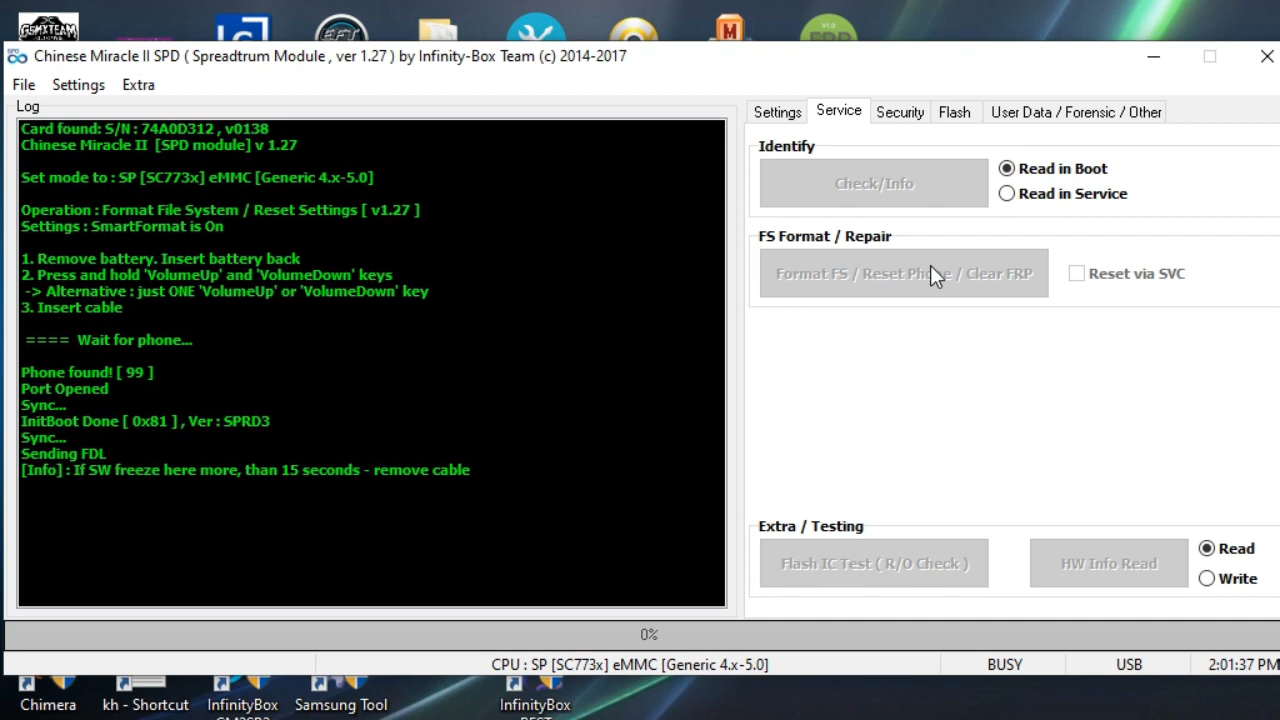 GSMXTEAM
EFT
V1.0
FRP
SPD
Chinese Miracle II SPD ( Spreadtrum Module , ver 1.27 ) by Infinity-Box Team (c) 2014-2017
File Settings Extra
Log
Card found: S/N : 74A0D312 , v0138
Chinese Miracle II [SPD module] v 1.27
Set mode to : SP [SC773x] eMMC [Generic 4.x-5.0]
Operation : Format File System / Reset Settings [ v1.27 ]
Settings : SmartFormat is On
1. Remove battery. Insert battery back
2. Press and hold 'VolumeUp' and 'VolumeDown' keys
-> Alternative : just ONE 'VolumeUp' or 'VolumeDown' key
3. Insert cable
==== Wait for phone...
Phone found! [ 99 ]
Port Opened
Sync...
InitBoot Done [ 0x81 ] , Ver : SPRD3
Sync...
Sending FDL
[Info] : If SW freeze here more, than 15 seconds - remove cable
Settings Service Security Flash User Data / Forensic / Other
Identify
Check/Info
Read in Boot
Read in Service
FS Format / Repair
Format FS / Reset Phone / Clear FRP
Reset via SVC
Extra / Testing
Flash IC Test ( R/O Check )
HW Info Read
Read
Write
0%
CPU : SP [SC773x] eMMC [Generic 4.x-5.0] BUSY USB 2:01:37 PM
Chimera
kh - Shortcut
InfinityBox
Samsung Tool
InfinityBox
BEST